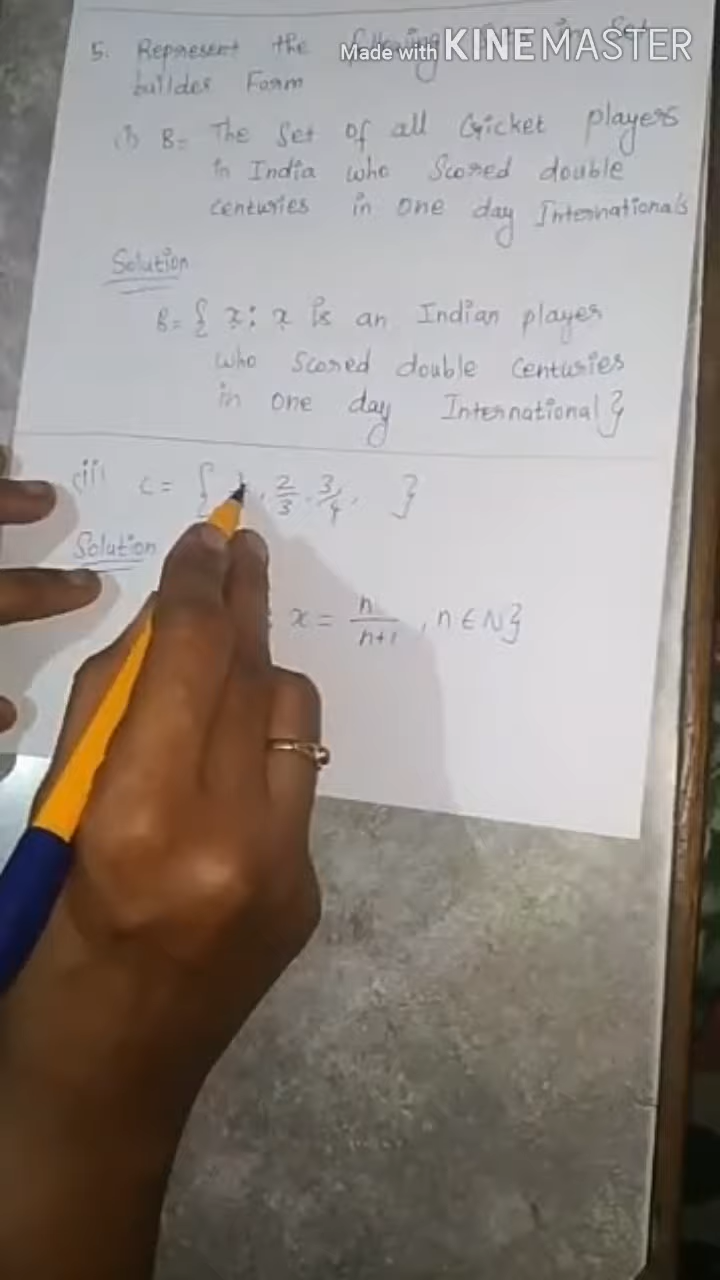 5. Represent the following Set
Made with KINEMASTER
builder Form
(i) B= The Set of all Cricket players
in India who Scored double
centuries in one day Internationals
Solution
B= { x: x is an Indian player
who scored double centuries
in one day International}
(ii) C= { , 2/3, 3/4, }
Solution
x = n/n+1 , n ∈ N}